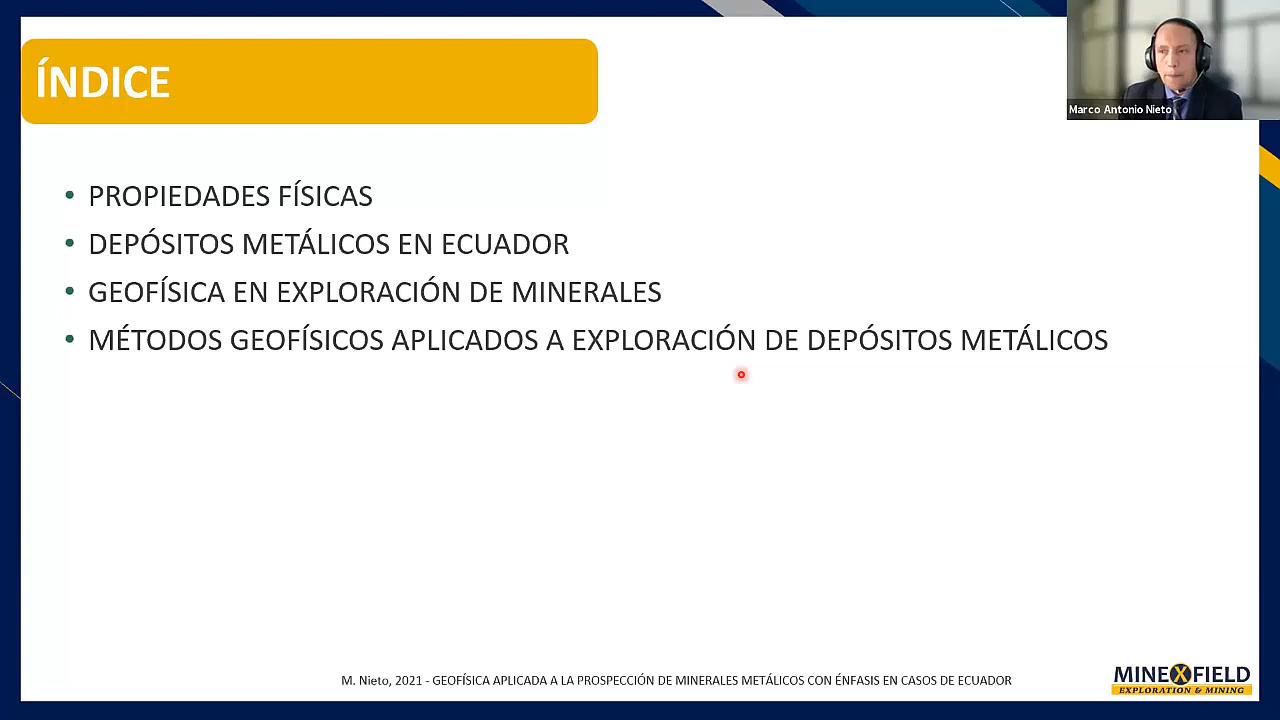 ÍNDICE
Marco Antonio Nieto
• PROPIEDADES FÍSICAS
• DEPÓSITOS METÁLICOS EN ECUADOR
• GEOFÍSICA EN EXPLORACIÓN DE MINERALES
• MÉTODOS GEOFÍSICOS APLICADOS A EXPLORACIÓN DE DEPÓSITOS METÁLICOS
M. Nieto, 2021 - GEOFÍSICA APLICADA A LA PROSPECCIÓN DE MINERALES METÁLICOS CON ÉNFASIS EN CASOS DE ECUADOR
MINEXFIELD
EXPLORATION & MINING